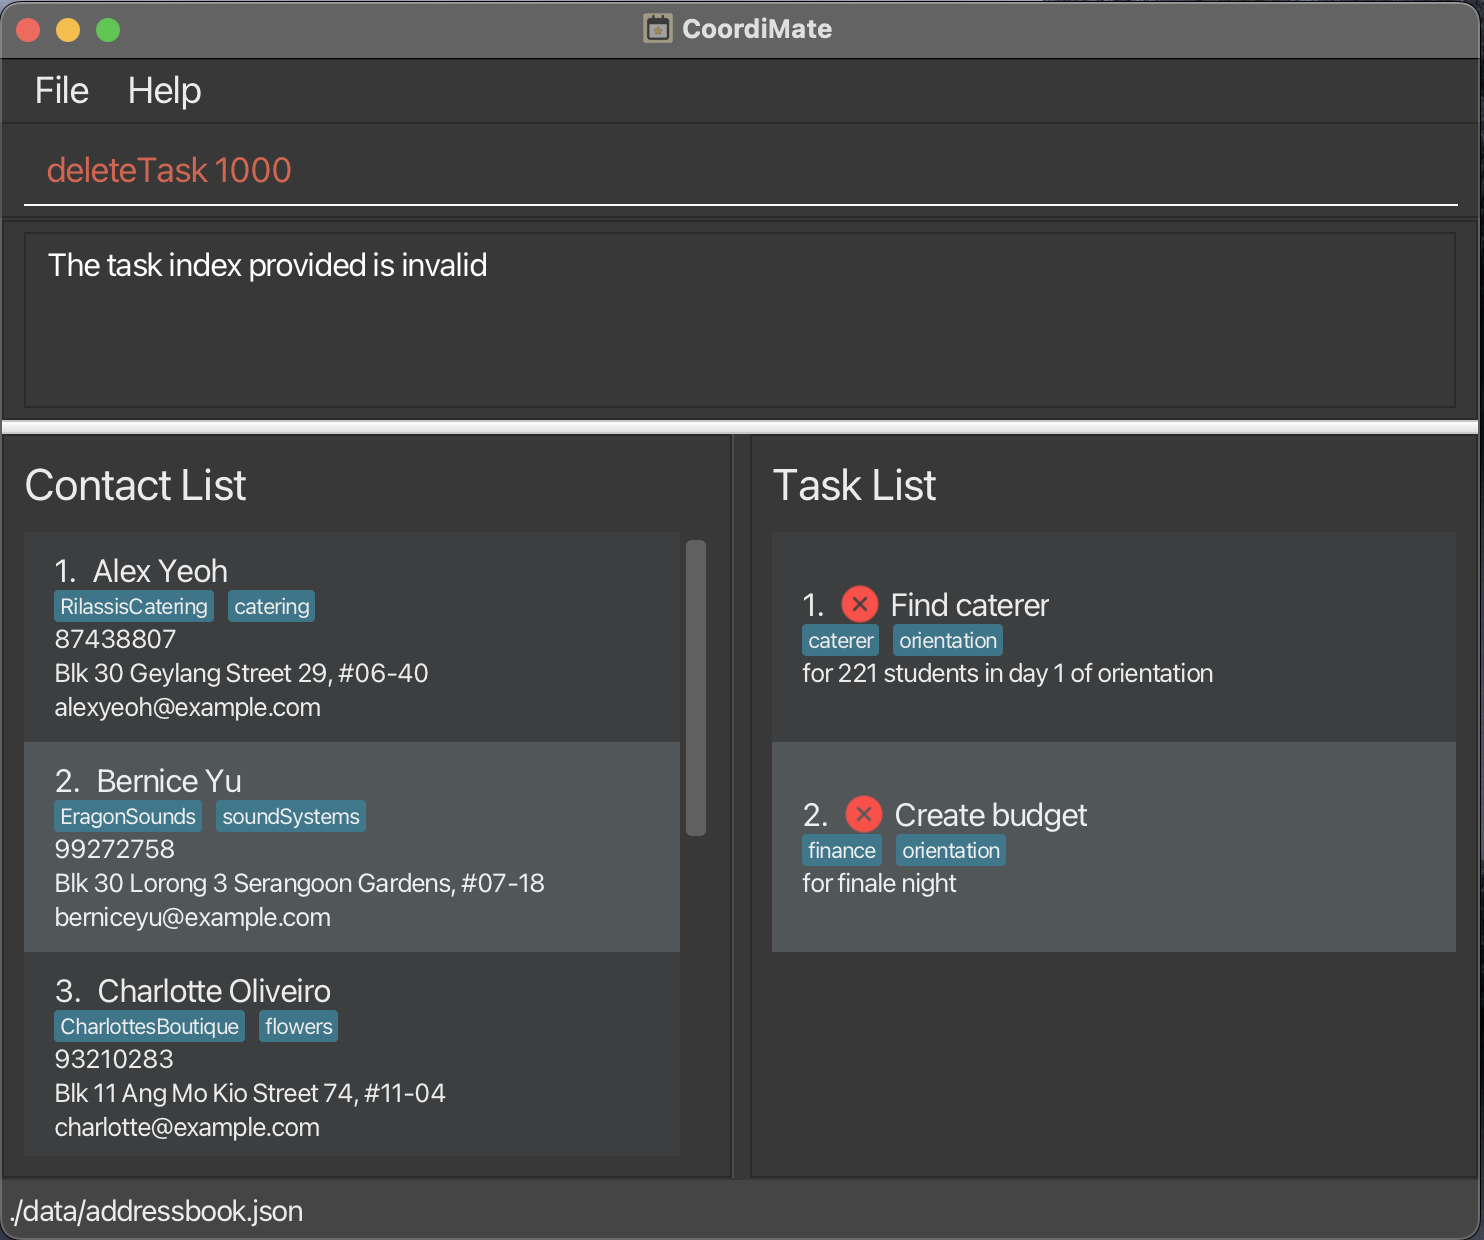 CoordiMate
File Help
deleteTask 1000
The task index provided is invalid
Contact List
1. Alex Yeoh
RilassisCatering catering
87438807
Blk 30 Geylang Street 29, #06-40
alexyeoh@example.com
2. Bernice Yu
EragonSounds soundSystems
99272758
Blk 30 Lorong 3 Serangoon Gardens, #07-18
berniceyu@example.com
3. Charlotte Oliveiro
CharlottesBoutique flowers
93210283
Blk 11 Ang Mo Kio Street 74, #11-04
charlotte@example.com
Task List
1. Find caterer
caterer orientation
for 221 students in day 1 of orientation
2. Create budget
finance orientation
for finale night
./data/addressbook.json